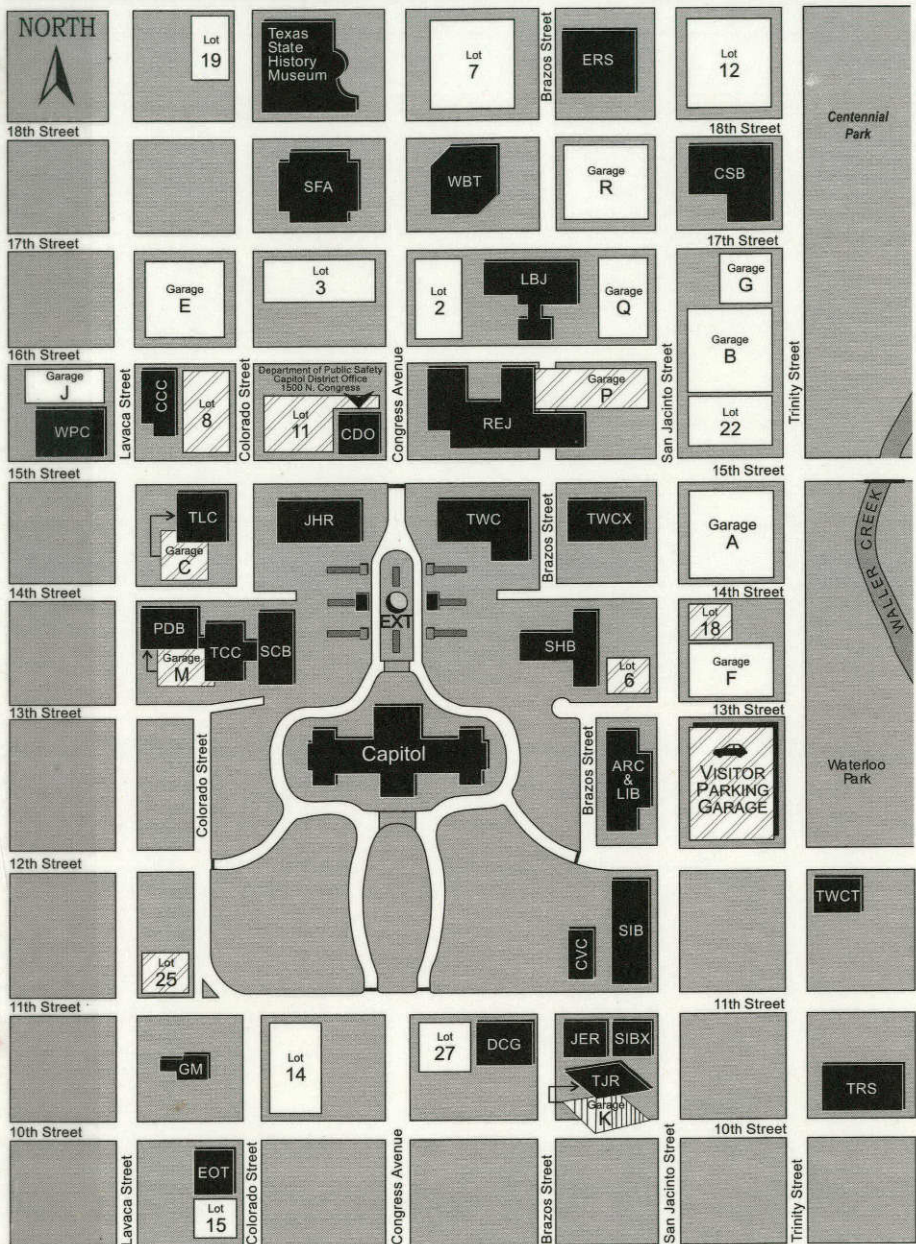 NORTH
Lot
19
Texas
State
History
Museum
Lot
7
Brazos Street
ERS
Lot
12
Centennial
Park
18th Street
18th Street
SFA
WBT
Garage
R
CSB
17th Street
17th Street
Garage
E
Lot
3
Lot
2
LBJ
Garage
Q
Garage
G
Garage
B
16th Street
Garage
J
WPC
Lavaca Street
CCC
Lot
8
Colorado Street
Department of Public Safety
Capitol District Office
1500 N. Congress
Lot
11
CDO
Congress Avenue
REJ
Garage
P
San Jacinto Street
Lot
22
Trinity Street
15th Street
15th Street
TLC
Garage
C
JHR
TWC
Brazos Street
TWCX
Garage
A
WALLER CREEK
14th Street
14th Street
PDB
Garage
M
TCC
SCB
EXT
SHB
Lot
6
Lot
18
Garage
F
13th Street
13th Street
Colorado Street
Capitol
Brazos Street
ARC
&
LIB
VISITOR
PARKING
GARAGE
Waterloo
Park
12th Street
TWCT
Lot
25
CVC
SIB
11th Street
11th Street
GM
Lot
14
Lot
27
DCG
JER
SIBX
TJR
Garage
K
TRS
10th Street
10th Street
Lavaca Street
EOT
Lot
15
Colorado Street
Congress Avenue
Brazos Street
San Jacinto Street
Trinity Street